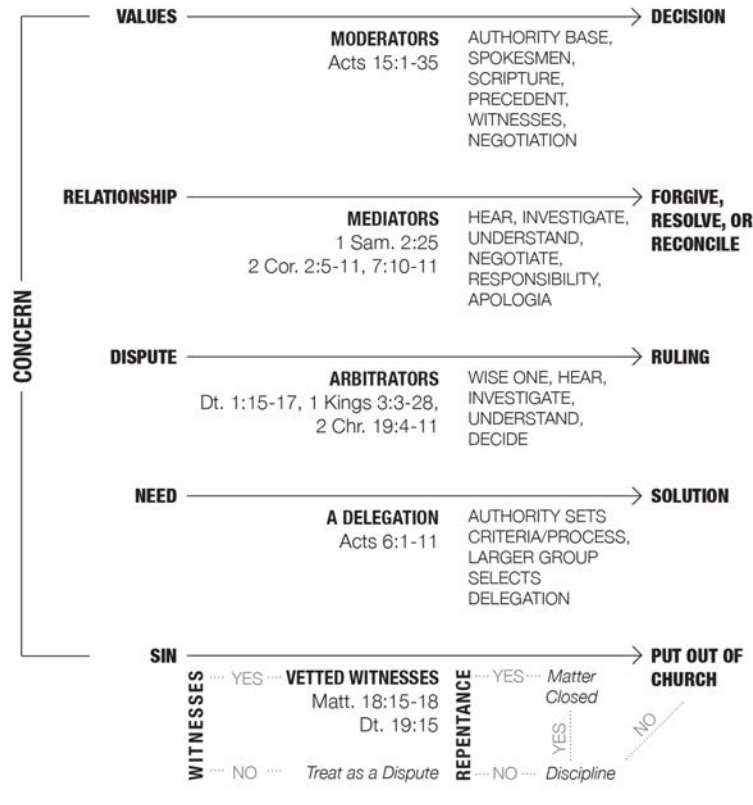 VALUES
DECISION
MODERATORS
Acts 15:1-35
AUTHORITY BASE,
SPOKESMEN,
SCRIPTURE,
PRECEDENT,
WITNESSES,
NEGOTIATION
RELATIONSHIP
FORGIVE,
RESOLVE, OR
RECONCILE
MEDIATORS
1 Sam. 2:25
2 Cor. 2:5-11, 7:10-11
HEAR, INVESTIGATE,
UNDERSTAND,
NEGOTIATE,
RESPONSIBILITY,
APOLOGIA
CONCERN
DISPUTE
RULING
ARBITRATORS
Dt. 1:15-17, 1 Kings 3:3-28,
2 Chr. 19:4-11
WISE ONE, HEAR,
INVESTIGATE,
UNDERSTAND,
DECIDE
NEED
SOLUTION
A DELEGATION
Acts 6:1-11
AUTHORITY SETS
CRITERIA/PROCESS,
LARGER GROUP
SELECTS
DELEGATION
SIN
PUT OUT OF
CHURCH
WITNESSES
YES
VETTED WITNESSES
Matt. 18:15-18
Dt. 19:15
NO
Treat as a Dispute
REPENTANCE
YES
Matter
Closed
YES
NO
NO
Discipline